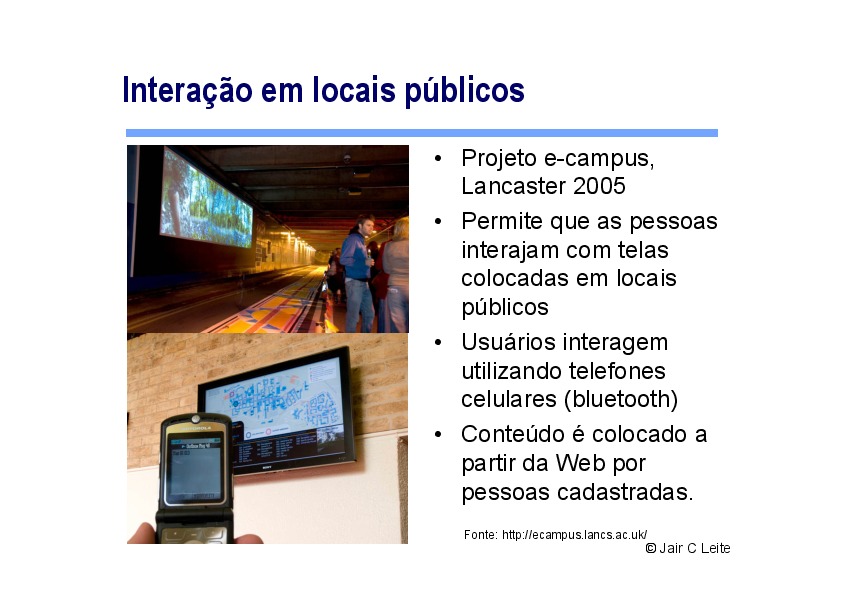 Interação em locais públicos
• Projeto e-campus,
Lancaster 2005
• Permite que as pessoas
interajam com telas
colocadas em locais
públicos
• Usuários interagem
utilizando telefones
celulares (bluetooth)
• Conteúdo é colocado a
partir da Web por
pessoas cadastradas.
Fonte: http://ecampus.lancs.ac.uk/
© Jair C Leite